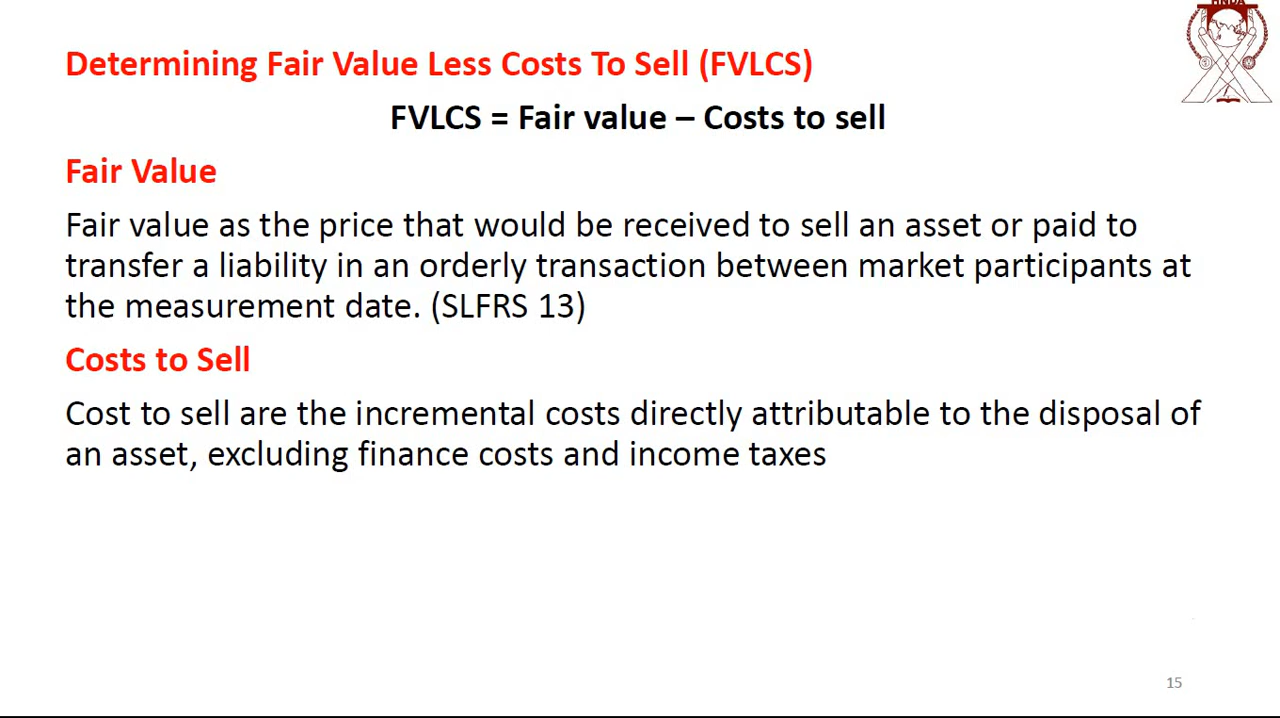 HNDA
Determining Fair Value Less Costs To Sell (FVLCS)
FVLCS = Fair value – Costs to sell
Fair Value
Fair value as the price that would be received to sell an asset or paid to
transfer a liability in an orderly transaction between market participants at
the measurement date. (SLFRS 13)
Costs to Sell
Cost to sell are the incremental costs directly attributable to the disposal of
an asset, excluding finance costs and income taxes
15